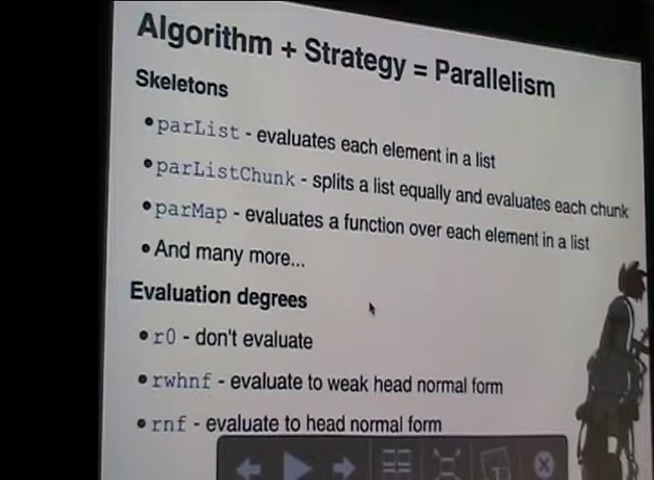 Algorithm + Strategy = Parallelism
Skeletons
•parList - evaluates each element in a list
•parListChunk - splits a list equally and evaluates each chunk
•parMap - evaluates a function over each element in a list
•And many more...
Evaluation degrees
•r0 - don't evaluate
•rwhnf - evaluate to weak head normal form
•rnf - evaluate to head normal form